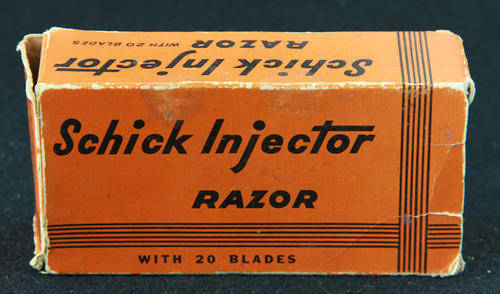 Schick Injector
RAZOR
WITH 20 BLADES
Schick Injector
RAZOR
WITH 20 BLADES